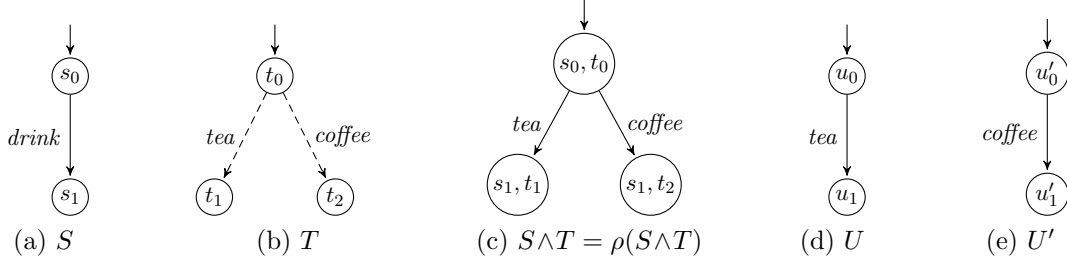 s₀
drink
s₁
(a) S
t₀
tea
coffee
t₁
t₂
(b) T
s₀, t₀
tea
coffee
s₁, t₁
s₁, t₂
(c) S∧T = ρ(S∧T)
u₀
tea
u₁
(d) U
u′₀
coffee
u′₁
(e) U′